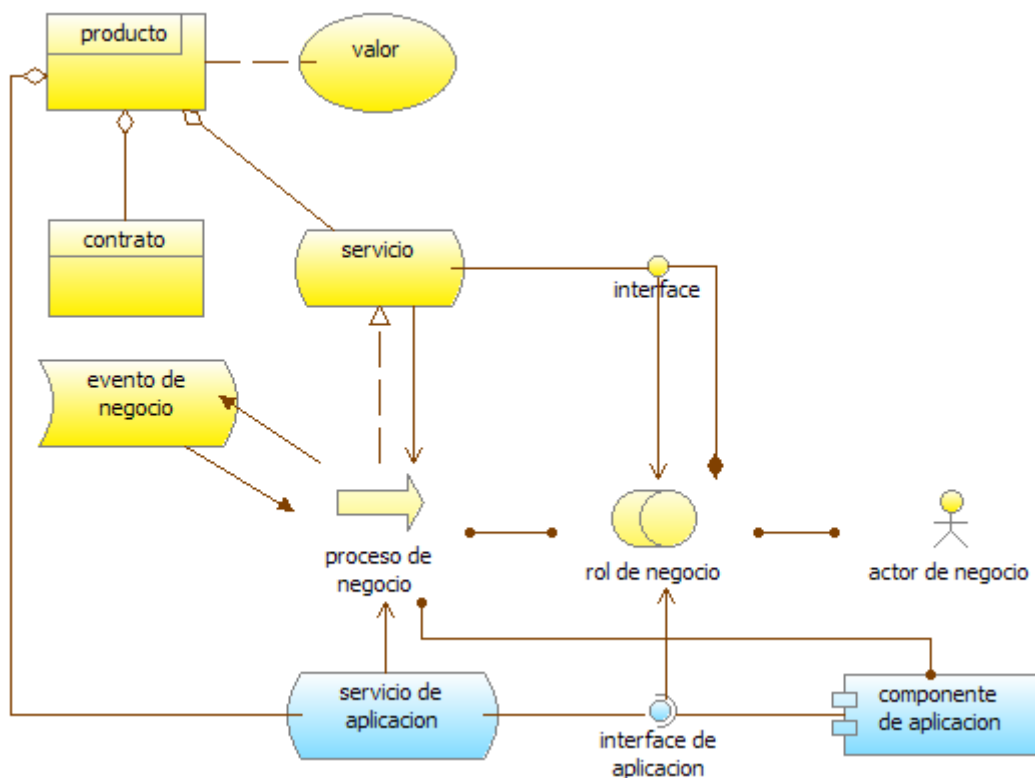 producto
valor
contrato
servicio
interface
evento de
negocio
proceso de
negocio
rol de negocio
actor de negocio
servicio de
aplicacion
interface de
aplicacion
componente
de aplicacion